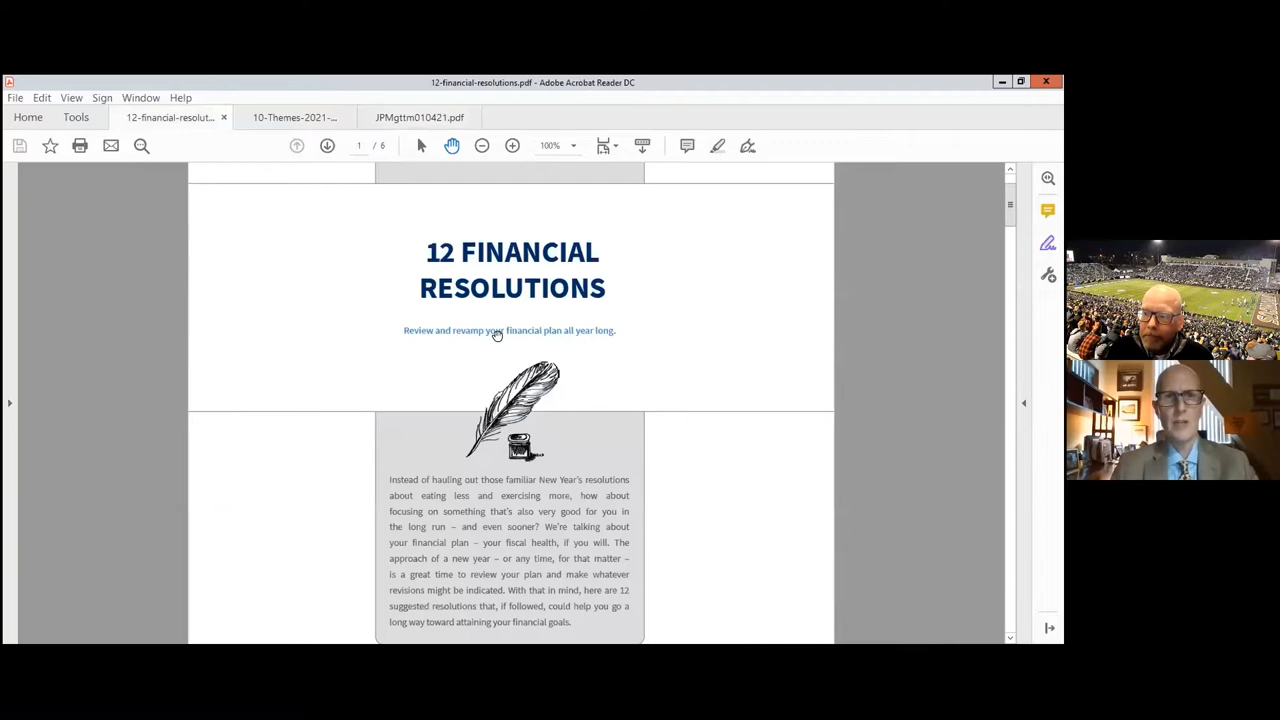 12-financial-resolutions.pdf - Adobe Acrobat Reader DC
File Edit View Sign Window Help
Home Tools 12-financial-resolut... × 10-Themes-2021-... JPMgttm010421.pdf
1 / 6 100%
12 FINANCIAL
RESOLUTIONS
Review and revamp your financial plan all year long.
Instead of hauling out those familiar New Year's resolutions
about eating less and exercising more, how about
focusing on something that's also very good for you in
the long run – and even sooner? We're talking about
your financial plan – your fiscal health, if you will. The
approach of a new year – or any time, for that matter –
is a great time to review your plan and make whatever
revisions might be indicated. With that in mind, here are 12
suggested resolutions that, if followed, could help you go a
long way toward attaining your financial goals.